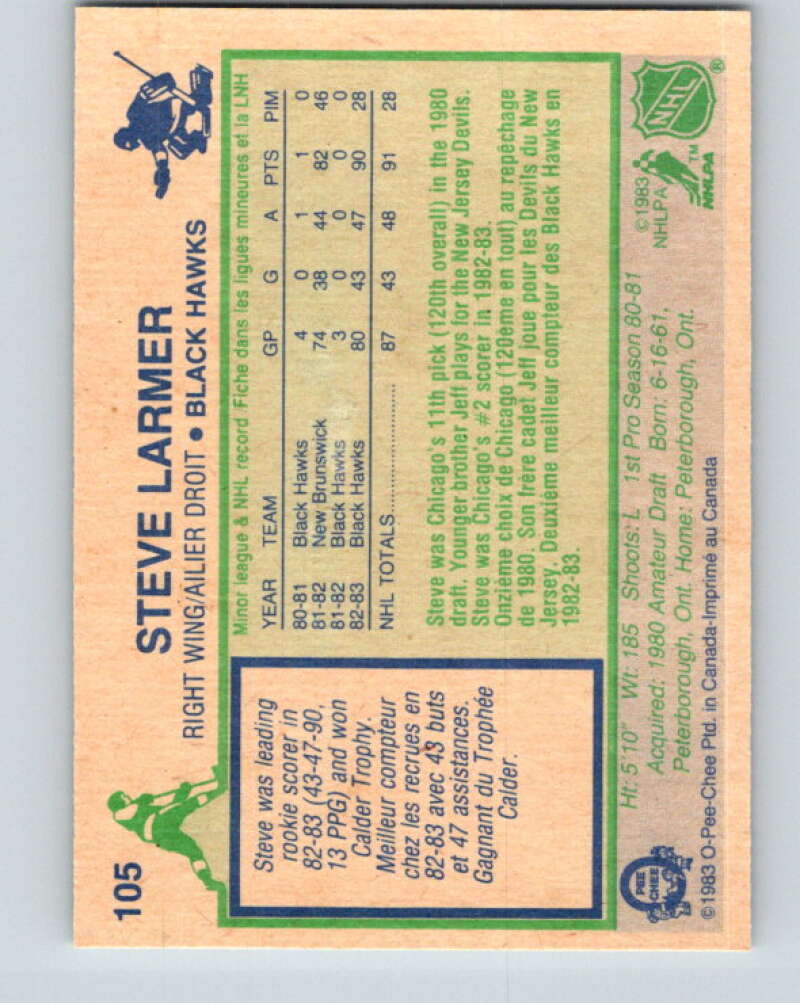 105
STEVE LARMER
RIGHT WING/AILIER DROIT • BLACK HAWKS
Steve was leading
rookie scorer in
82-83 (43-47-90,
13 PPG) and won
Calder Trophy.
Meilleur compteur
chez les recrues en
82-83 avec 43 buts
et 47 assistances.
Gagnant du Trophée
Calder.
Minor league & NHL record Fiche dans les ligues mineures et la LNH
YEAR TEAM GP G A PTS PIM
80-81 Black Hawks 4 0 1 1 0
81-82 New Brunswick 74 38 44 82 46
81-82 Black Hawks 3 0 0 0 0
82-83 Black Hawks 80 43 47 90 28
NHL TOTALS................ 87 43 48 91 28
Steve was Chicago's 11th pick (120th overall) in the 1980
draft. Younger brother Jeff plays for the New Jersey Devils.
Steve was Chicago's #2 scorer in 1982-83.
Onzième choix de Chicago (120ème en tout) au repêchage
de 1980. Son frère cadet Jeff joue pour les Devils du New
Jersey. Deuxième meilleur compteur des Black Hawks en
1982-83.
Ht: 5'10" Wt: 185 Shoots: L 1st Pro Season 80-81
Acquired: 1980 Amateur Draft Born: 6-16-61,
Peterborough, Ont. Home: Peterborough, Ont.
©1983
NHLPA
NHLPA
TM
NHL
®
PEE
CHEE
©1983 O-Pee-Chee Ptd. in Canada-Imprimé au Canada